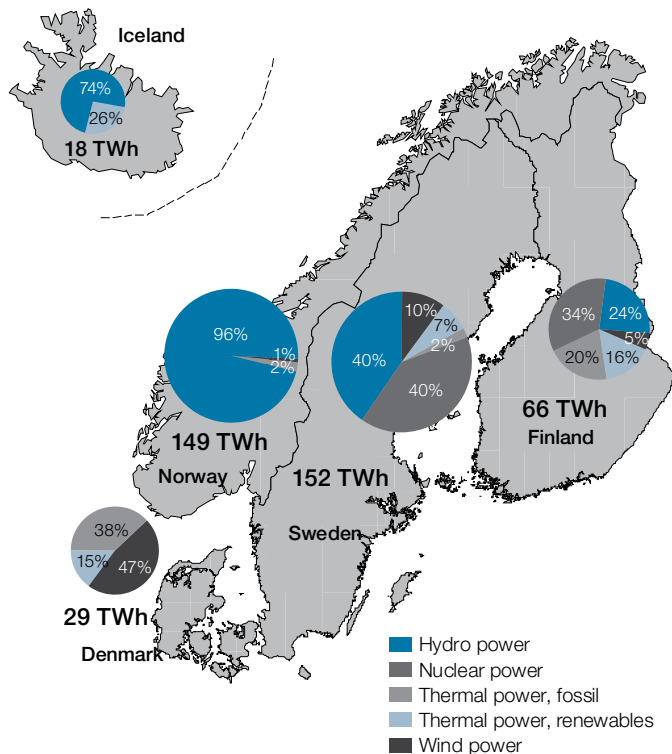 Iceland
74%
26%
18 TWh
96%
1%
2%
149 TWh
Norway
10%
7%
2%
40%
40%
152 TWh
Sweden
34%
24%
5%
20%
16%
66 TWh
Finland
38%
15%
47%
29 TWh
Denmark
Hydro power
Nuclear power
Thermal power, fossil
Thermal power, renewables
Wind power